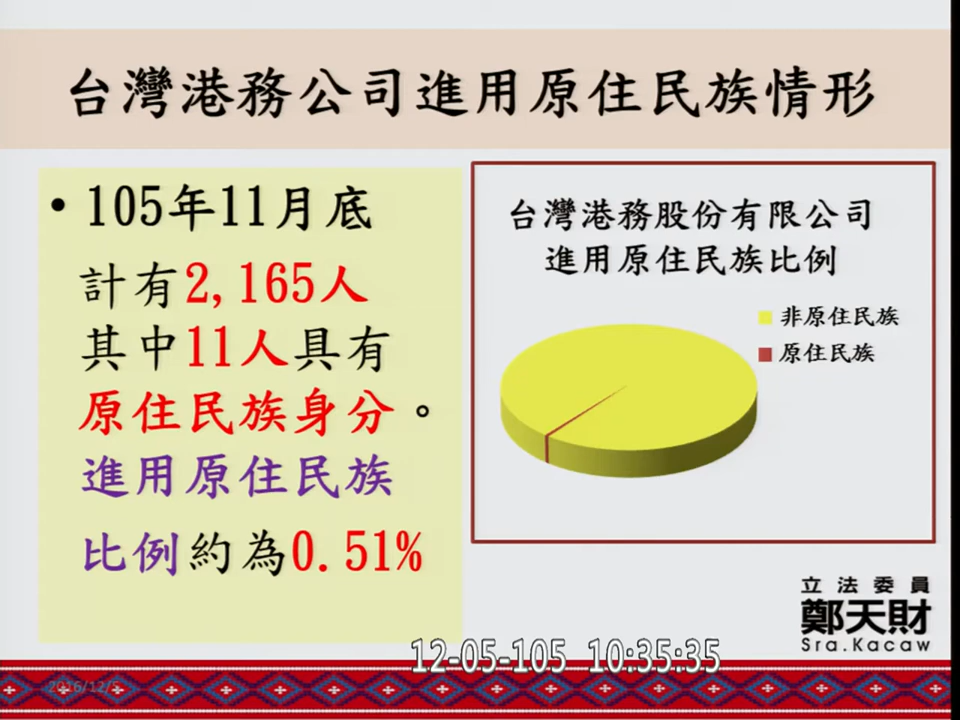 台灣港務公司進用原住民族情形
• 105年11月底
計有2,165人
其中11人具有
原住民族身分。
進用原住民族
比例約為0.51%
台灣港務股份有限公司
進用原住民族比例
非原住民族
原住民族
立法委員
鄭天財
Sra.Kacaw
12-05-105 10:35:35
2016/12/5